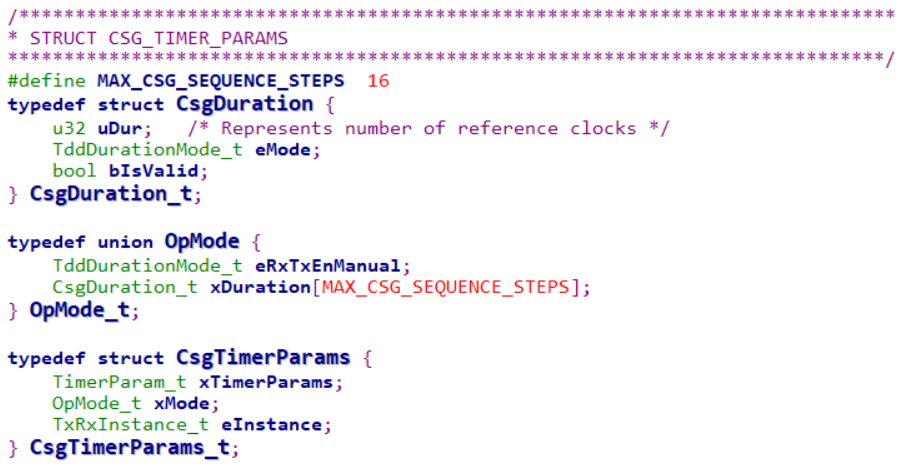 /******************************************************************************
* STRUCT CSG_TIMER_PARAMS
******************************************************************************/
#define MAX_CSG_SEQUENCE_STEPS  16
typedef struct CsgDuration {
    u32 uDur;   /* Represents number of reference clocks */
    TddDurationMode_t eMode;
    bool bIsValid;
} CsgDuration_t;

typedef union OpMode {
    TddDurationMode_t eRxTxEnManual;
    CsgDuration_t xDuration[MAX_CSG_SEQUENCE_STEPS];
} OpMode_t;

typedef struct CsgTimerParams {
    TimerParam_t xTimerParams;
    OpMode_t xMode;
    TxRxInstance_t eInstance;
} CsgTimerParams_t;